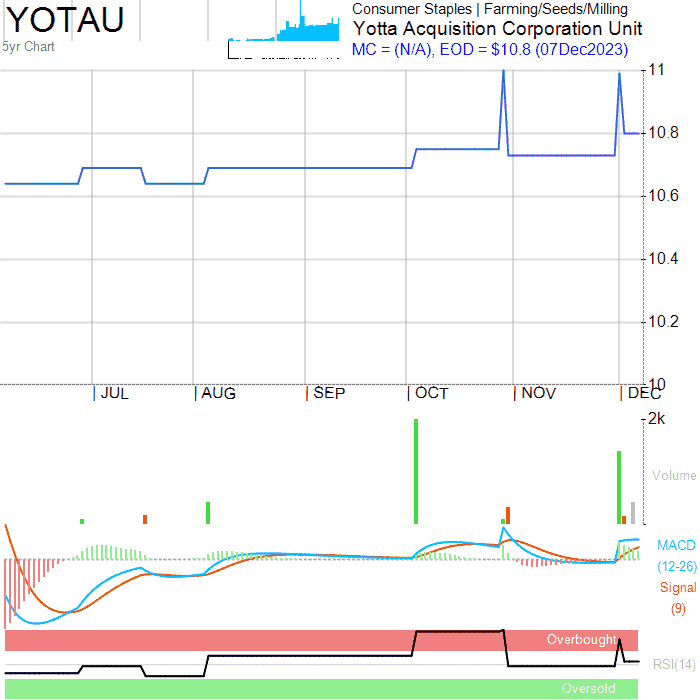 YOTAU
5yr Chart
Consumer Staples | Farming/Seeds/Milling
Yotta Acquisition Corporation Unit
MC = (N/A), EOD = $10.8 (07Dec2023)
11
10.8
10.6
10.4
10.2
10
JUL AUG SEP OCT NOV DEC
2k
Volume
MACD
(12-26)
Signal
(9)
Overbought
RSI(14)
Oversold